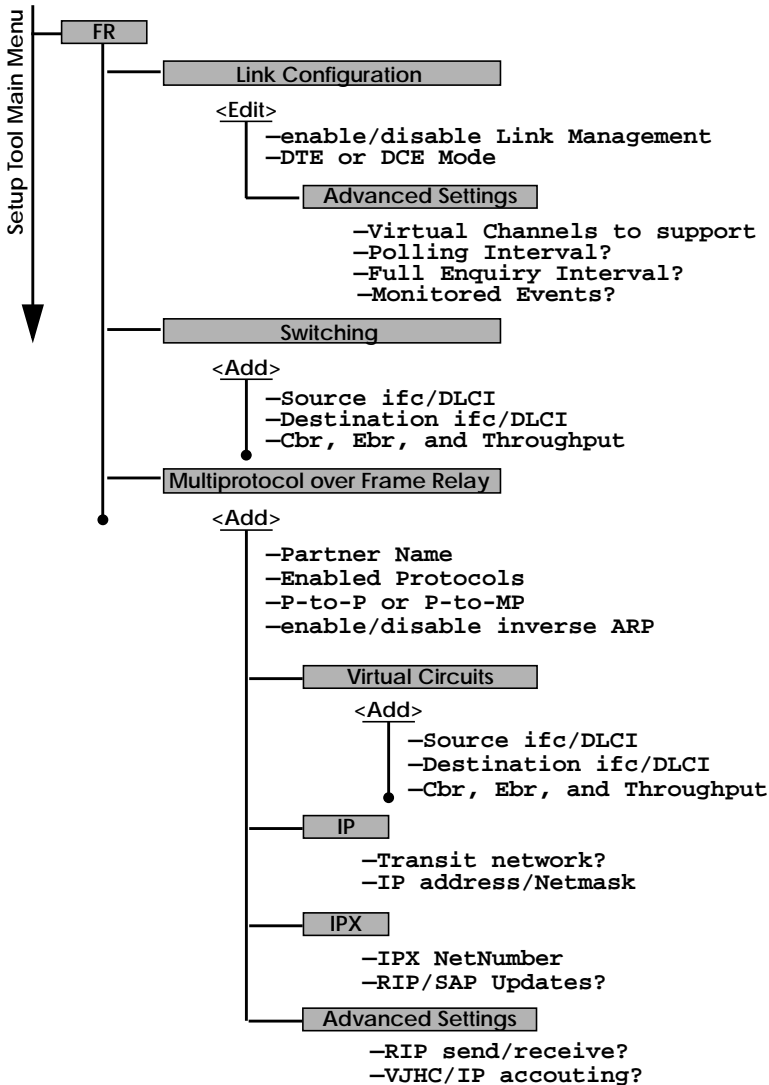 Setup Tool Main Menu
FR
Link Configuration
<Edit>
–enable/disable Link Management
–DTE or DCE Mode
Advanced Settings
–Virtual Channels to support
–Polling Interval?
–Full Enquiry Interval?
–Monitored Events?
Switching
<Add>
–Source ifc/DLCI
–Destination ifc/DLCI
–Cbr, Ebr, and Throughput
Multiprotocol over Frame Relay
<Add>
–Partner Name
–Enabled Protocols
–P-to-P or P-to-MP
–enable/disable inverse ARP
Virtual Circuits
<Add>
–Source ifc/DLCI
–Destination ifc/DLCI
–Cbr, Ebr, and Throughput
IP
–Transit network?
–IP address/Netmask
IPX
–IPX NetNumber
–RIP/SAP Updates?
Advanced Settings
–RIP send/receive?
–VJHC/IP accouting?